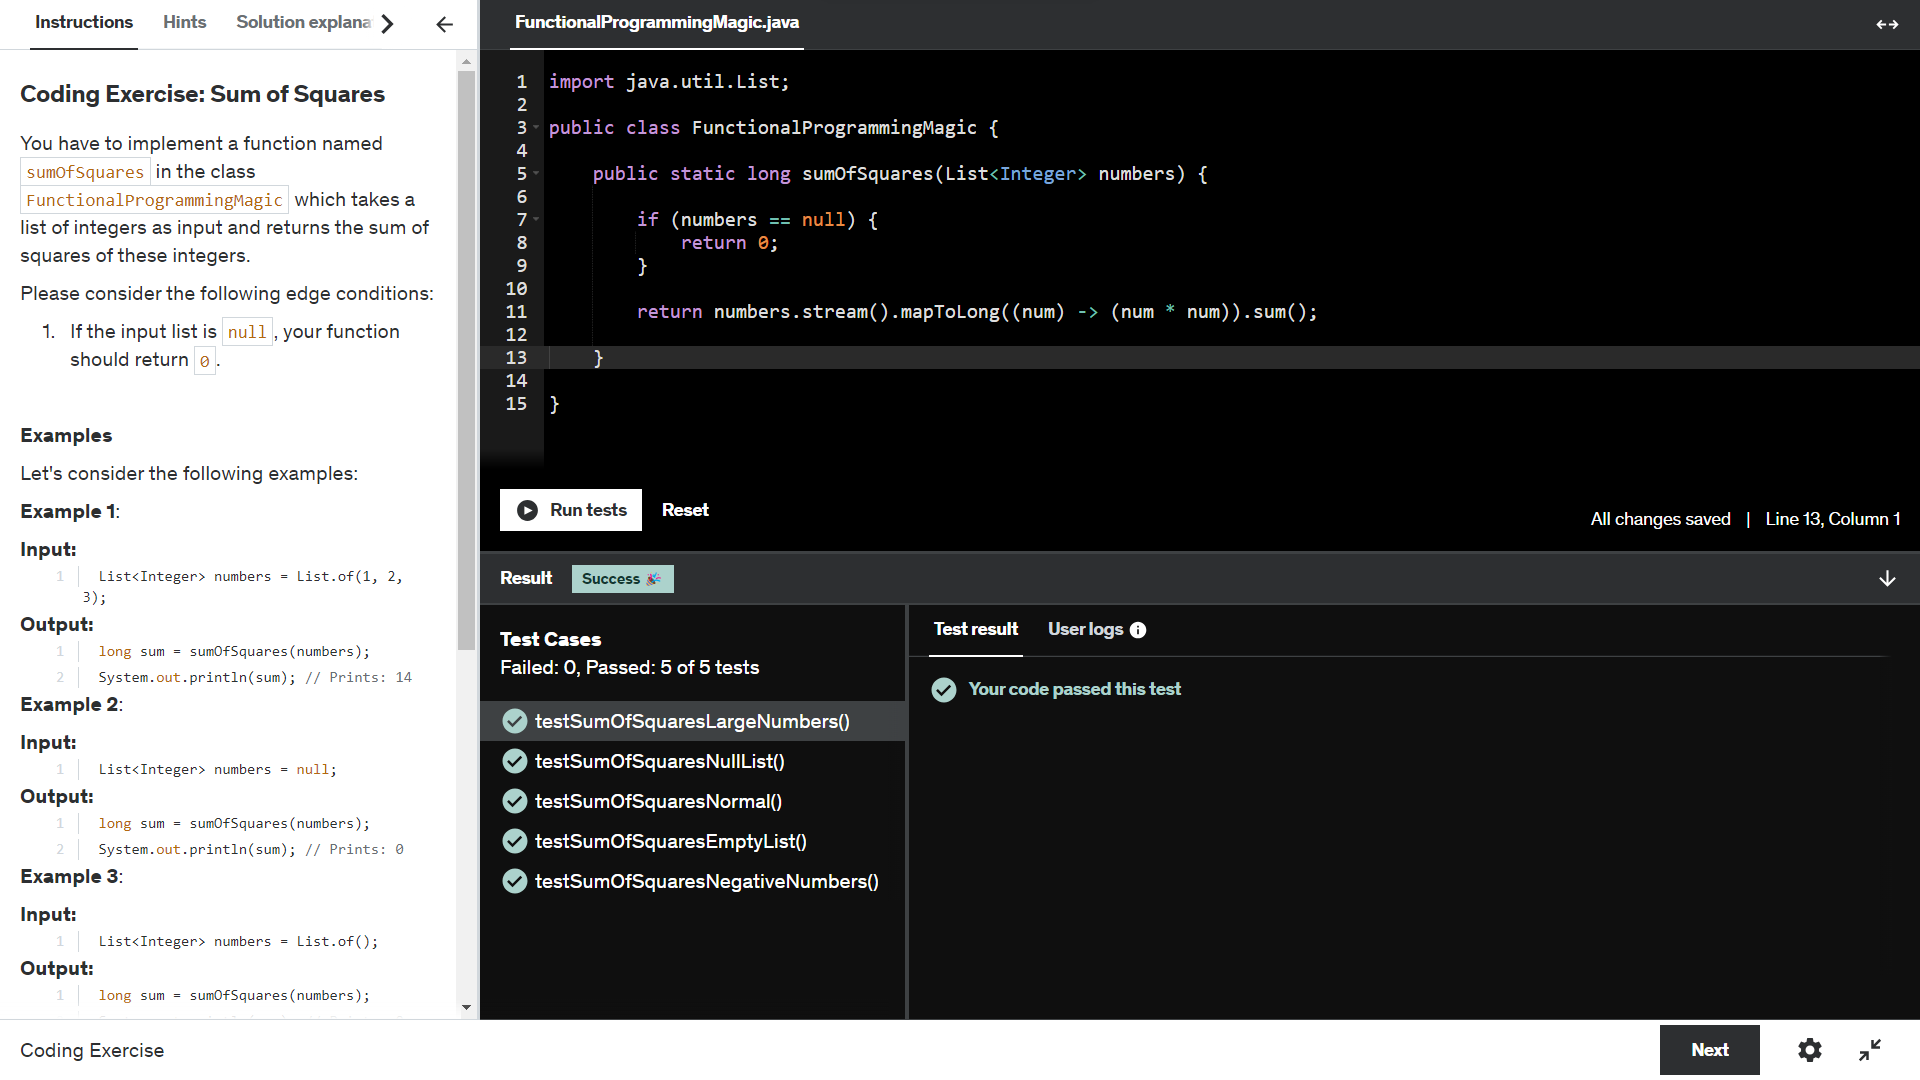 Instructions
Hints
Solution explana
Coding Exercise: Sum of Squares
You have to implement a function named
sumOfSquares in the class
FunctionalProgrammingMagic which takes a
list of integers as input and returns the sum of
squares of these integers.
Please consider the following edge conditions:
1. If the input list is null, your function
should return 0.
Examples
Let's consider the following examples:
Example 1:
Input:
1 List<Integer> numbers = List.of(1, 2,
3);
Output:
1 long sum = sumOfSquares(numbers);
2 System.out.println(sum); // Prints: 14
Example 2:
Input:
1 List<Integer> numbers = null;
Output:
1 long sum = sumOfSquares(numbers);
2 System.out.println(sum); // Prints: 0
Example 3:
Input:
1 List<Integer> numbers = List.of();
Output:
1 long sum = sumOfSquares(numbers);
FunctionalProgrammingMagic.java
1 import java.util.List;
2
3 public class FunctionalProgrammingMagic {
4
5 public static long sumOfSquares(List<Integer> numbers) {
6
7 if (numbers == null) {
8 return 0;
9 }
10
11 return numbers.stream().mapToLong((num) -> (num * num)).sum();
12
13 }
14
15 }
Run tests
Reset
All changes saved | Line 13, Column 1
Result
Success
Test Cases
Failed: 0, Passed: 5 of 5 tests
testSumOfSquaresLargeNumbers()
testSumOfSquaresNullList()
testSumOfSquaresNormal()
testSumOfSquaresEmptyList()
testSumOfSquaresNegativeNumbers()
Test result
User logs
Your code passed this test
Coding Exercise
Next